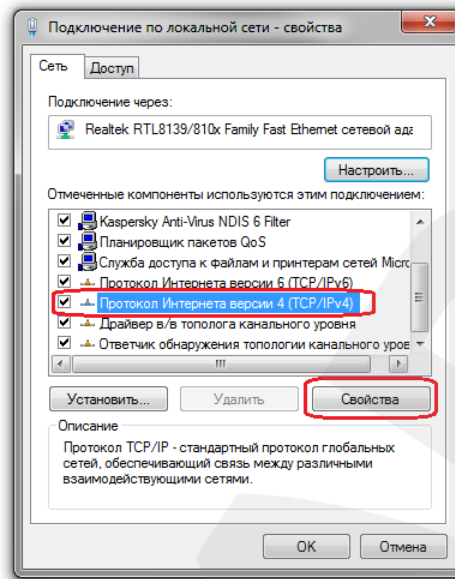 Подключение по локальной сети - свойства
Сеть Доступ
Подключение через:
Realtek RTL8139/810x Family Fast Ethernet сетевой ада
Настроить...
Отмеченные компоненты используются этим подключением:
Kaspersky Anti-Virus NDIS 6 Filter
Планировщик пакетов QoS
Служба доступа к файлам и принтерам сетей Micro
Протокол Интернета версии 6 (TCP/IPv6)
Протокол Интернета версии 4 (TCP/IPv4)
Драйвер в/в тополога канального уровня
Ответчик обнаружения топологии канального уров
Установить... Удалить Свойства
Описание
Протокол TCP/IP - стандартный протокол глобальных
сетей, обеспечивающий связь между различными
взаимодействующими сетями.
OK Отмена